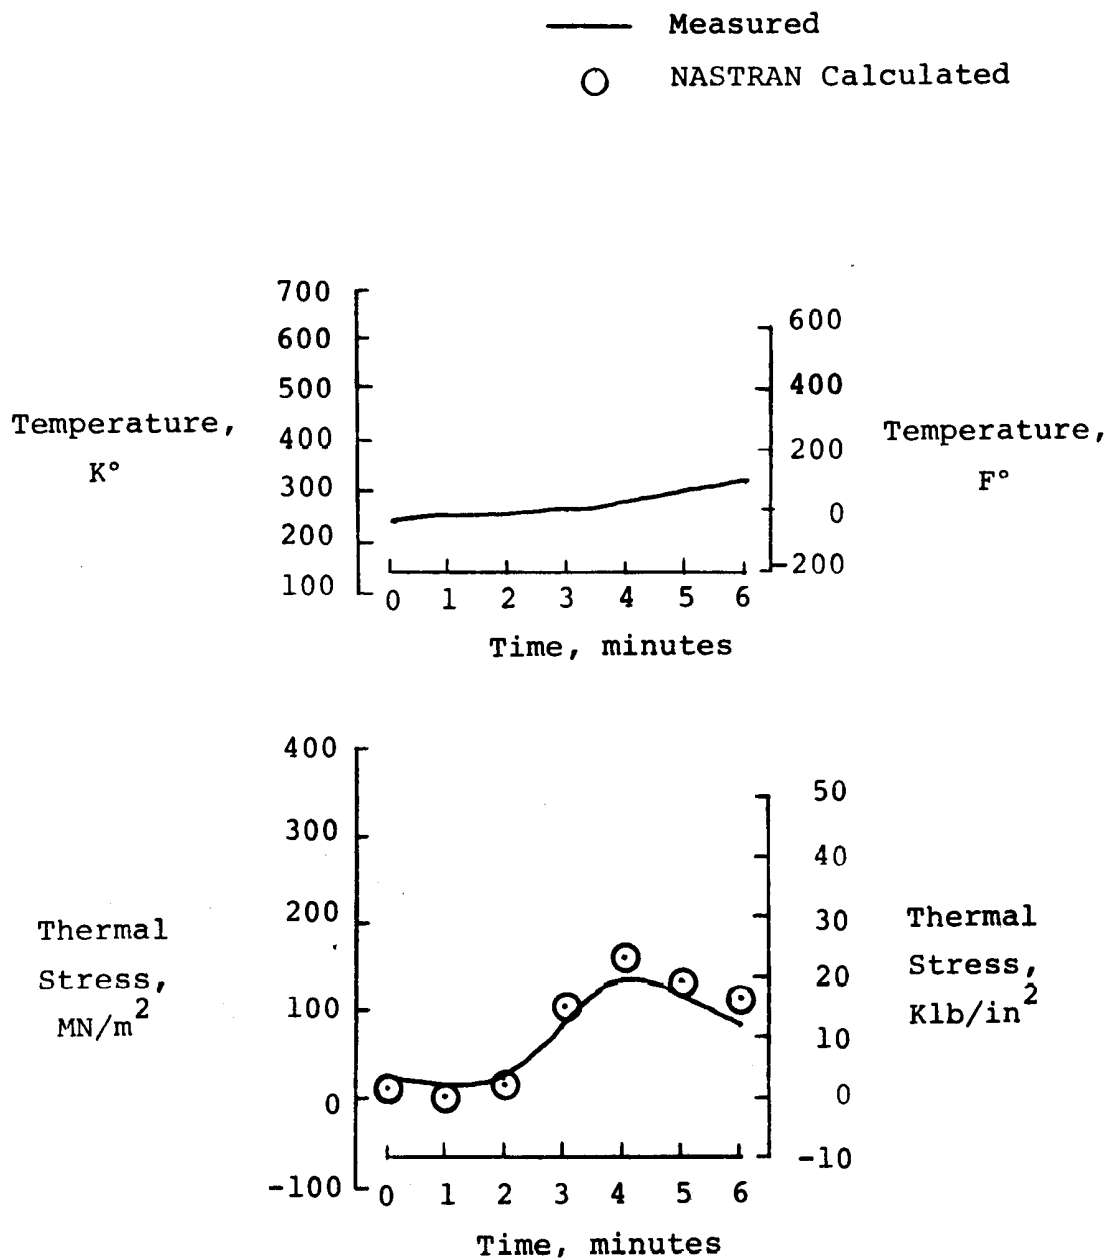 Measured
NASTRAN Calculated
700
600
500
400
300
200
100
Temperature,
K°
600
400
200
0
-200
Temperature,
F°
0 1 2 3 4 5 6
Time, minutes
400
300
200
100
0
-100
Thermal
Stress,
MN/m²
50
40
30
20
10
0
-10
Thermal
Stress,
Klb/in²
0 1 2 3 4 5 6
Time, minutes